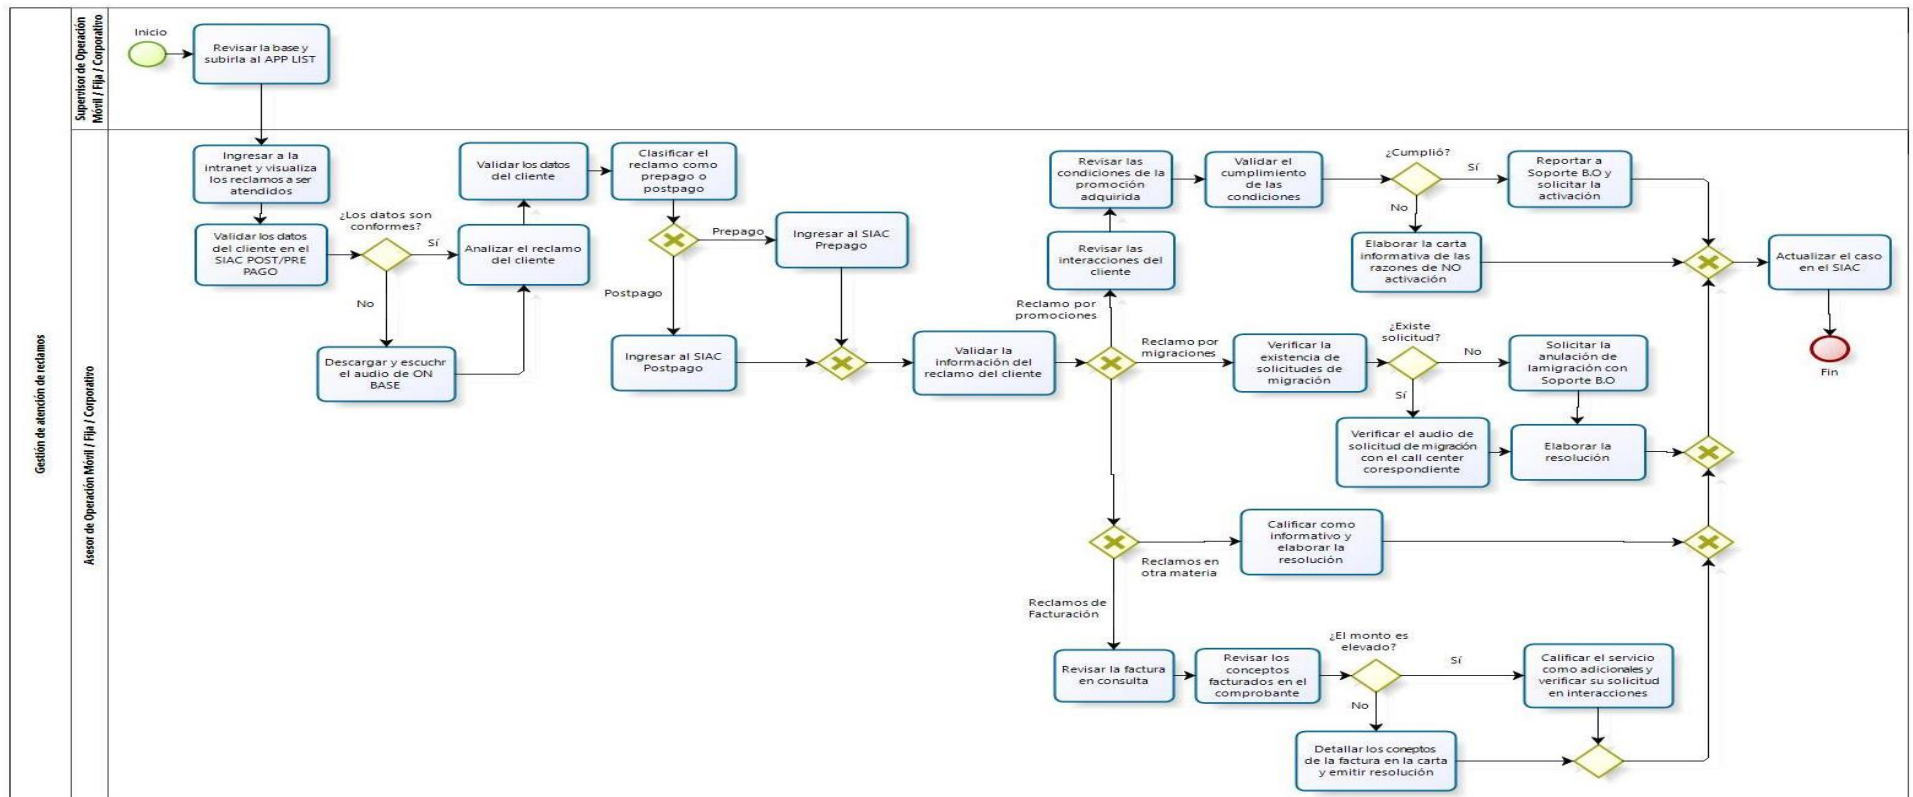 Gestión de atención de reclamos
Supervisor de Operación
Móvil / Fija / Corporativo
Inicio
Revisar la base y
subirla al APP LIST
Asesor de Operación Móvil / Fija / Corporativo
Ingresar a la
intranet y visualiza
los reclamos a ser
atendidos
Validar los datos
del cliente en el
SIAC POST/PRE
PAGO
¿Los datos son
conformes?
Sí
No
Descargar y escuchr
el audio de ON
BASE
Analizar el reclamo
del cliente
Validar los datos
del cliente
Clasificar el
reclamo como
prepago o
postpago
Prepago
Ingresar al SIAC
Prepago
Postpago
Ingresar al SIAC
Postpago
Validar la
información del
reclamo del cliente
Reclamo por
promociones
Revisar las
interacciones del
cliente
Revisar las
condiciones de la
promoción
adquirida
Validar el
cumplimiento
de las
condiciones
¿Cumplió?
Sí
Reportar a
Soporte B.O y
solicitar la
activación
No
Elaborar la carta
informativa de las
razones de NO
activación
Actualizar el caso
en el SIAC
Fin
Reclamo por
migraciones
Verificar la
existencia de
solicitudes de
migración
¿Existe
solicitud?
No
Solicitar la
anulación de
lamigración con
Soporte B.O
Sí
Verificar el audio de
solicitud de migración
con el call center
corespondiente
Elaborar la
resolución
Reclamos en
otra materia
Calificar como
informativo y
elaborar la
resolución
Reclamos de
Facturación
Revisar la factura
en consulta
Revisar los
conceptos
facturados en el
comprobante
¿El monto es
elevado?
Sí
Calificar el servicio
como adicionales y
verificar su solicitud
en interacciones
No
Detallar los coneptos
de la factura en la carta
y emitir resolución